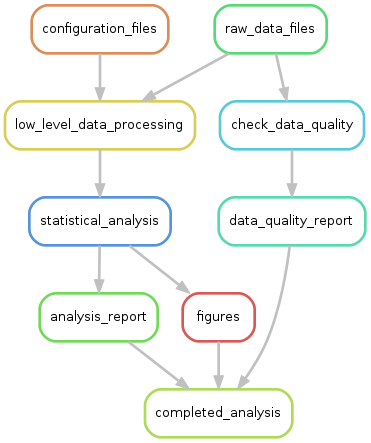 configuration_files
raw_data_files
low_level_data_processing
check_data_quality
statistical_analysis
data_quality_report
analysis_report
figures
completed_analysis